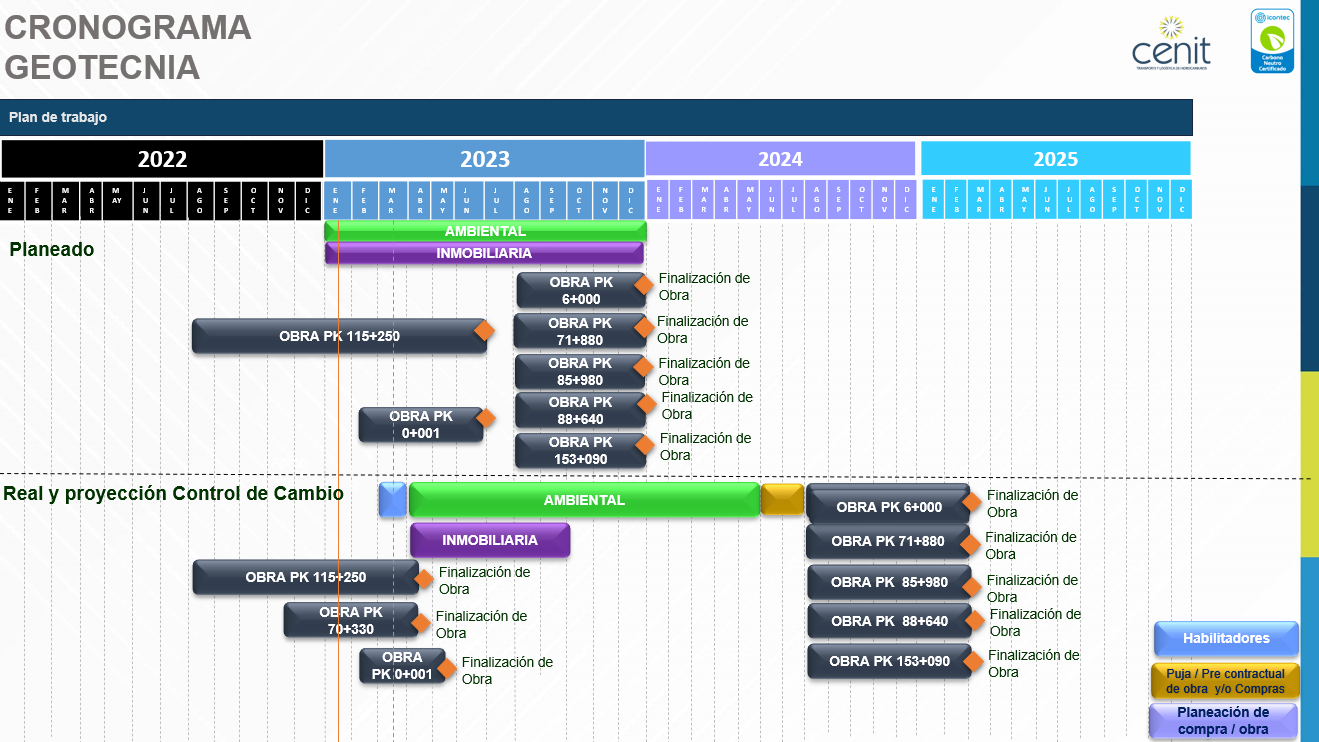 CRONOGRAMA
GEOTECNIA
cenit
TRANSPORTE Y LOGÍSTICA DE HIDROCARBUROS
icontec
Carbono
Neutro
Certificado
Plan de trabajo
2022
2023
2024
2025
ENE FEB MAR ABR MAY JUN JUL AGO SEP OCT NOV DIC
ENE FEB MAR ABR MAY JUN JUL AGO SEP OCT NOV DIC
ENE FEB MAR ABR MAY JUN JUL AGO SEP OCT NOV DIC
ENE FEB MAR ABR MAY JUN JUL AGO SEP OCT NOV DIC
Planeado
AMBIENTAL
INMOBILIARIA
OBRA PK
6+000
Finalización de
Obra
OBRA PK 115+250
OBRA PK
71+880
Finalización de
Obra
OBRA PK
85+980
Finalización de
Obra
OBRA PK
88+640
Finalización de
Obra
OBRA PK
0+001
OBRA PK
153+090
Finalización de
Obra
Real y proyección Control de Cambio
AMBIENTAL
INMOBILIARIA
OBRA PK 6+000
Finalización de
Obra
OBRA PK 71+880
Finalización de
Obra
OBRA PK 115+250
Finalización de
Obra
OBRA PK 85+980
Finalización de
Obra
OBRA PK
70+330
Finalización de
Obra
OBRA PK 88+640
Finalización de
Obra
OBRA
PK 0+001
Finalización de
Obra
OBRA PK 153+090
Finalización de
Obra
Habilitadores
Puja / Pre contractual
de obra y/o Compras
Planeación de
compra / obra